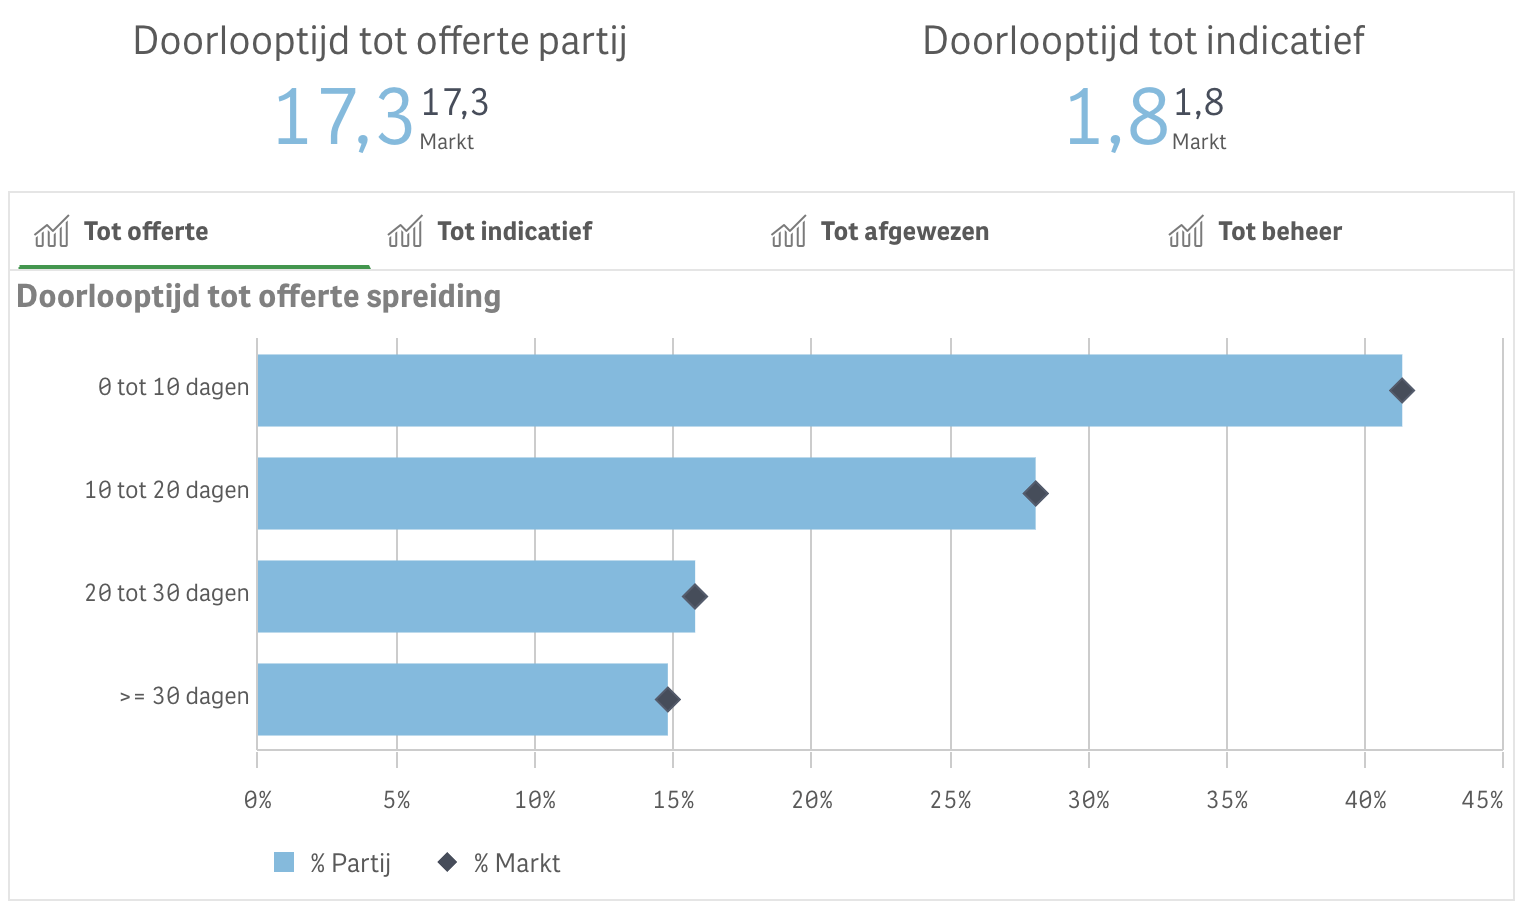 Doorlooptijd tot offerte partij
17,3 17,3
Markt
Doorlooptijd tot indicatief
1,8 1,8
Markt
Tot offerte Tot indicatief Tot afgewezen Tot beheer
Doorlooptijd tot offerte spreiding
0 tot 10 dagen
10 tot 20 dagen
20 tot 30 dagen
>= 30 dagen
0% 5% 10% 15% 20% 25% 30% 35% 40% 45%
% Partij % Markt